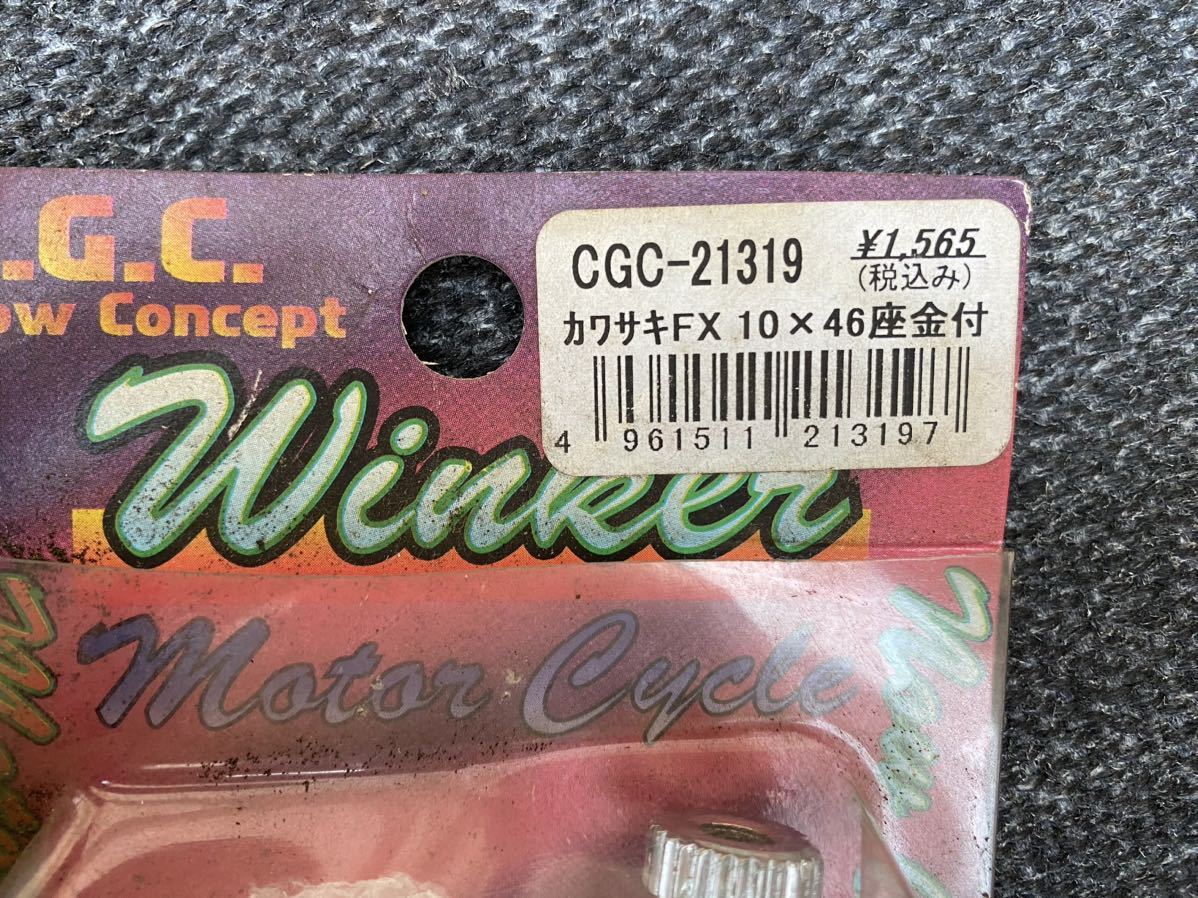 .G.C.
ow Concept
CGC-21319
¥1,565
(税込み)
カワサキFX 10×46座金付
4 961511 213197
Winker
Motor Cycle